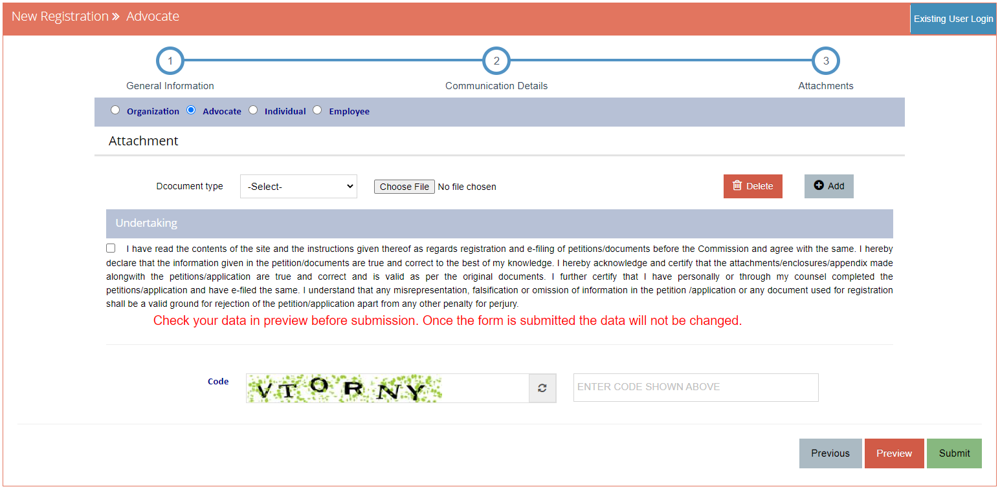 New Registration » Advocate
Existing User Login
1
2
3
General Information
Communication Details
Attachments
Organization
Advocate
Individual
Employee
Attachment
Dcocument type
-Select-
Choose File No file chosen
Delete
Add
Undertaking
I have read the contents of the site and the instructions given thereof as regards registration and e-filing of petitions/documents before the Commission and agree with the same. I hereby
declare that the information given in the petition/documents are true and correct to the best of my knowledge. I hereby acknowledge and certify that the attachments/enclosures/appendix made
alongwith the petitions/application are true and correct and is valid as per the original documents. I further certify that I have personally or through my counsel completed the
petitions/application and have e-filed the same. I understand that any misrepresentation, falsification or omission of information in the petition /application or any document used for registration
shall be a valid ground for rejection of the petition/application apart from any other penalty for perjury.
Check your data in preview before submission. Once the form is submitted the data will not be changed.
Code
VTORNY
ENTER CODE SHOWN ABOVE
Previous
Preview
Submit